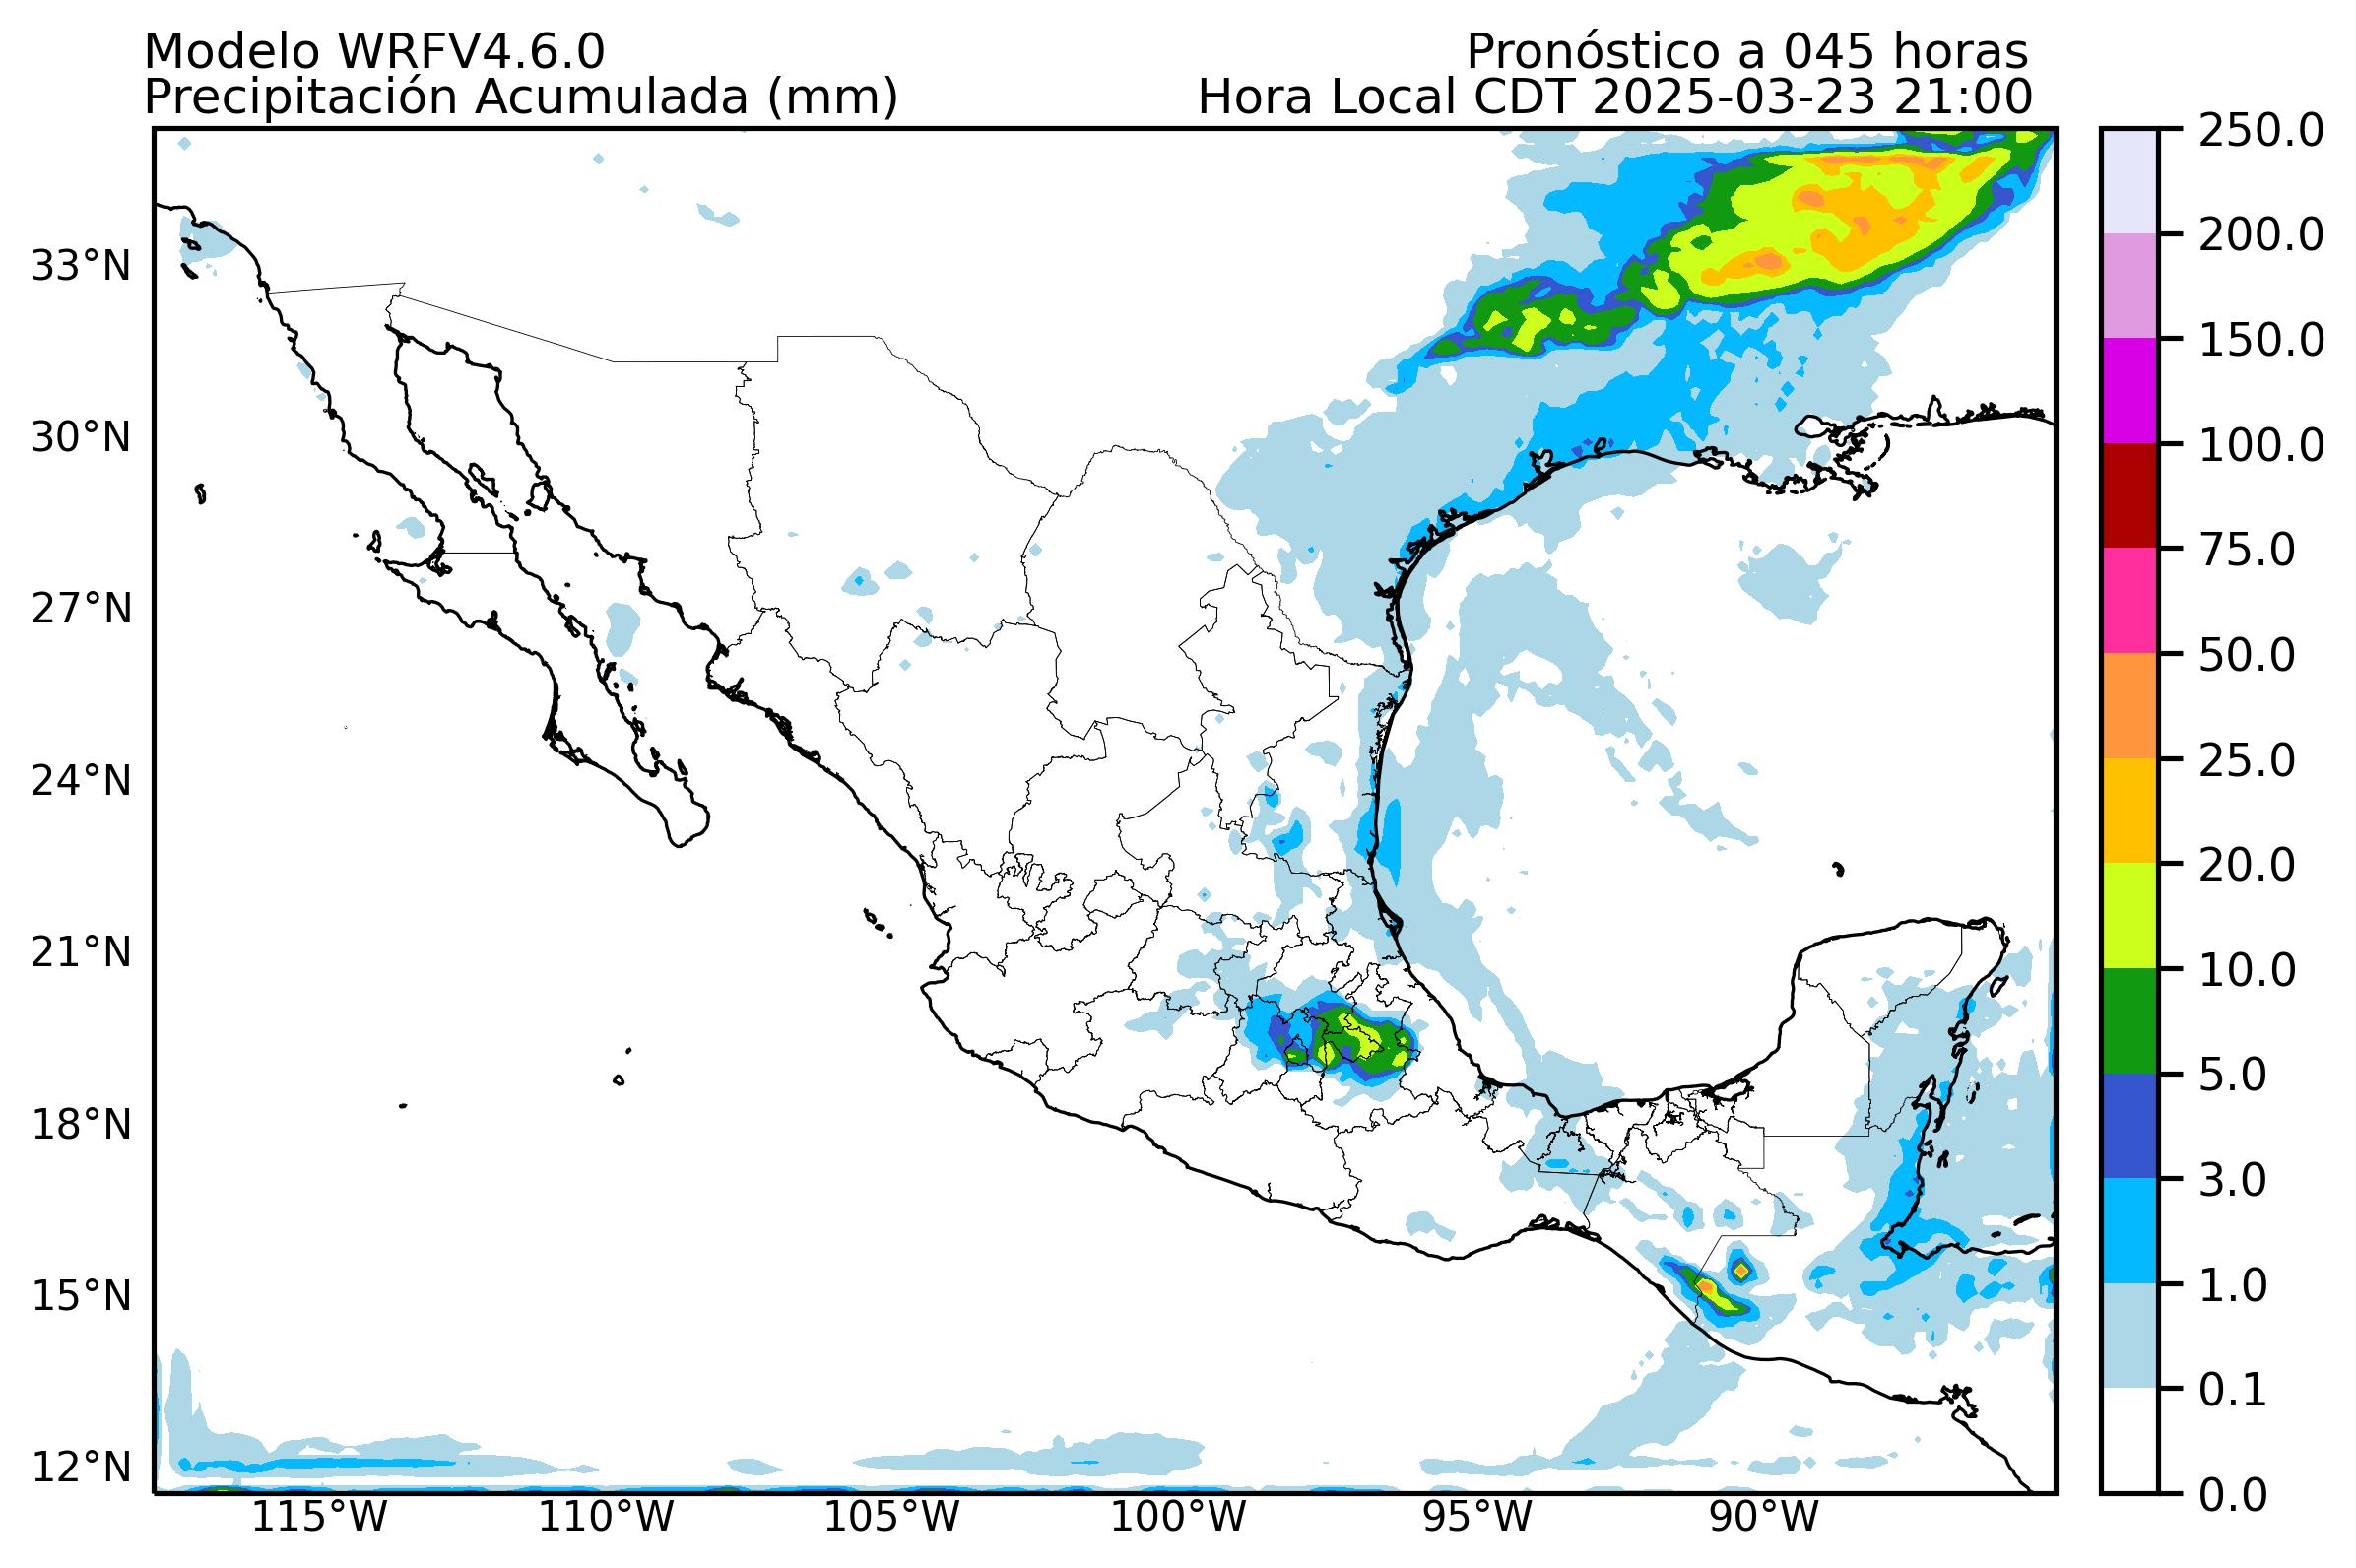 Modelo WRFV4.6.0
Pronóstico a 045 horas
Precipitación Acumulada (mm)
Hora Local CDT 2025-03-23 21:00
33°N
30°N
27°N
24°N
21°N
18°N
15°N
12°N
115°W
110°W
105°W
100°W
95°W
90°W
250.0
200.0
150.0
100.0
75.0
50.0
25.0
20.0
10.0
5.0
3.0
1.0
0.1
0.0